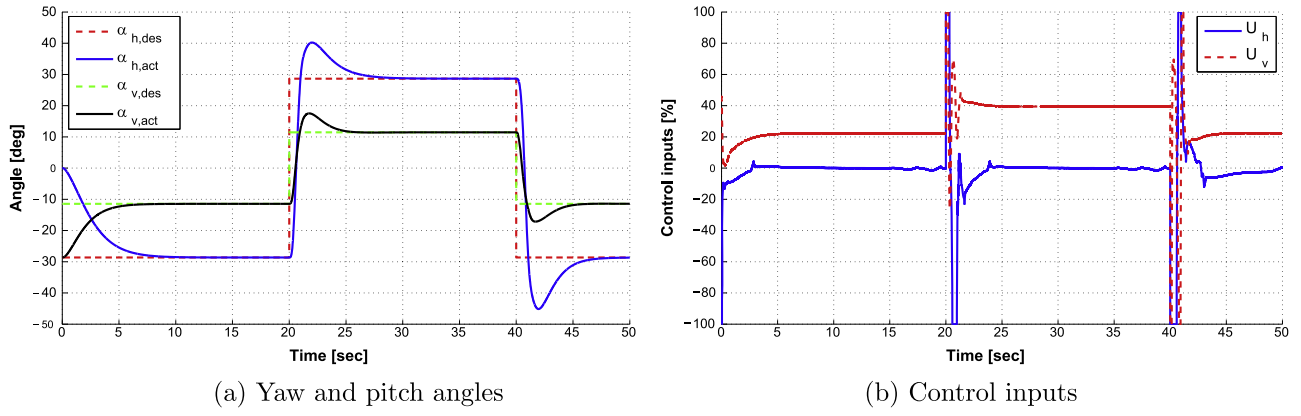 50
40
30
20
10
0
−10
−20
−30
−40
−50
Angle [deg]
α h,des
α h,act
α v,des
α v,act
0 5 10 15 20 25 30 35 40 45 50
Time [sec]
(a) Yaw and pitch angles
100
80
60
40
20
0
−20
−40
−60
−80
−100
Control inputs [%]
U h
U v
0 5 10 15 20 25 30 35 40 45 50
Time [sec]
(b) Control inputs